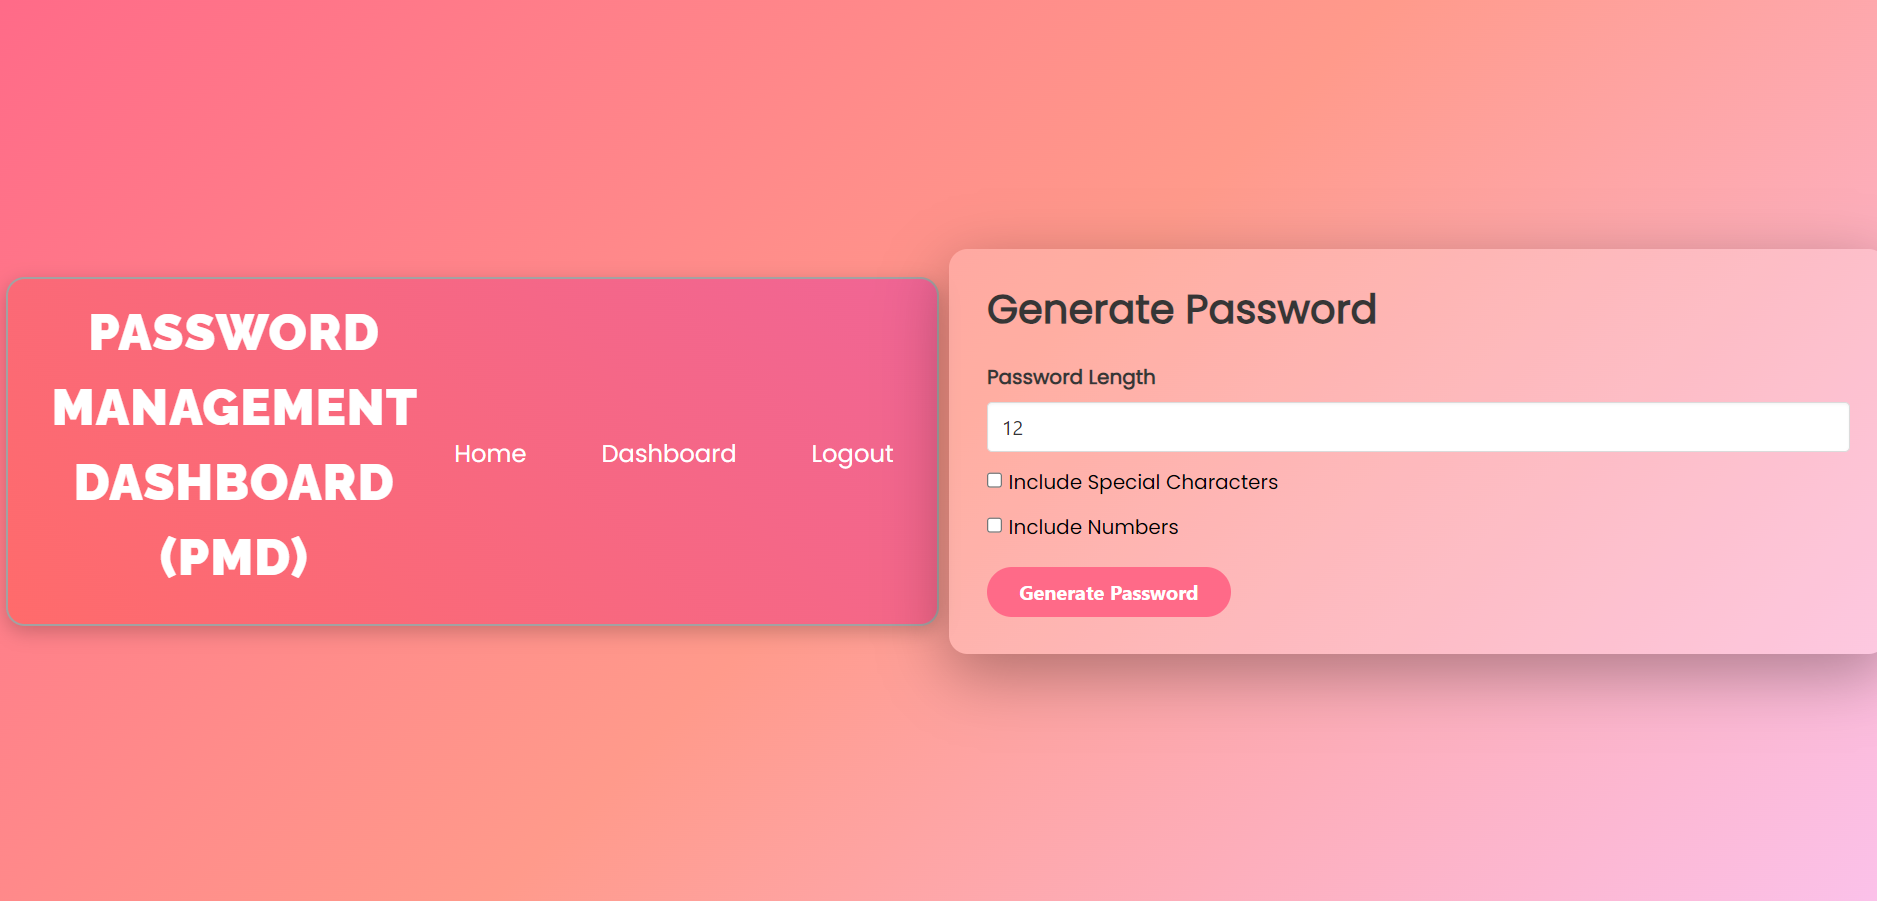 PASSWORD
MANAGEMENT
DASHBOARD
(PMD)
Home Dashboard Logout
Generate Password
Password Length
12
Include Special Characters
Include Numbers
Generate Password